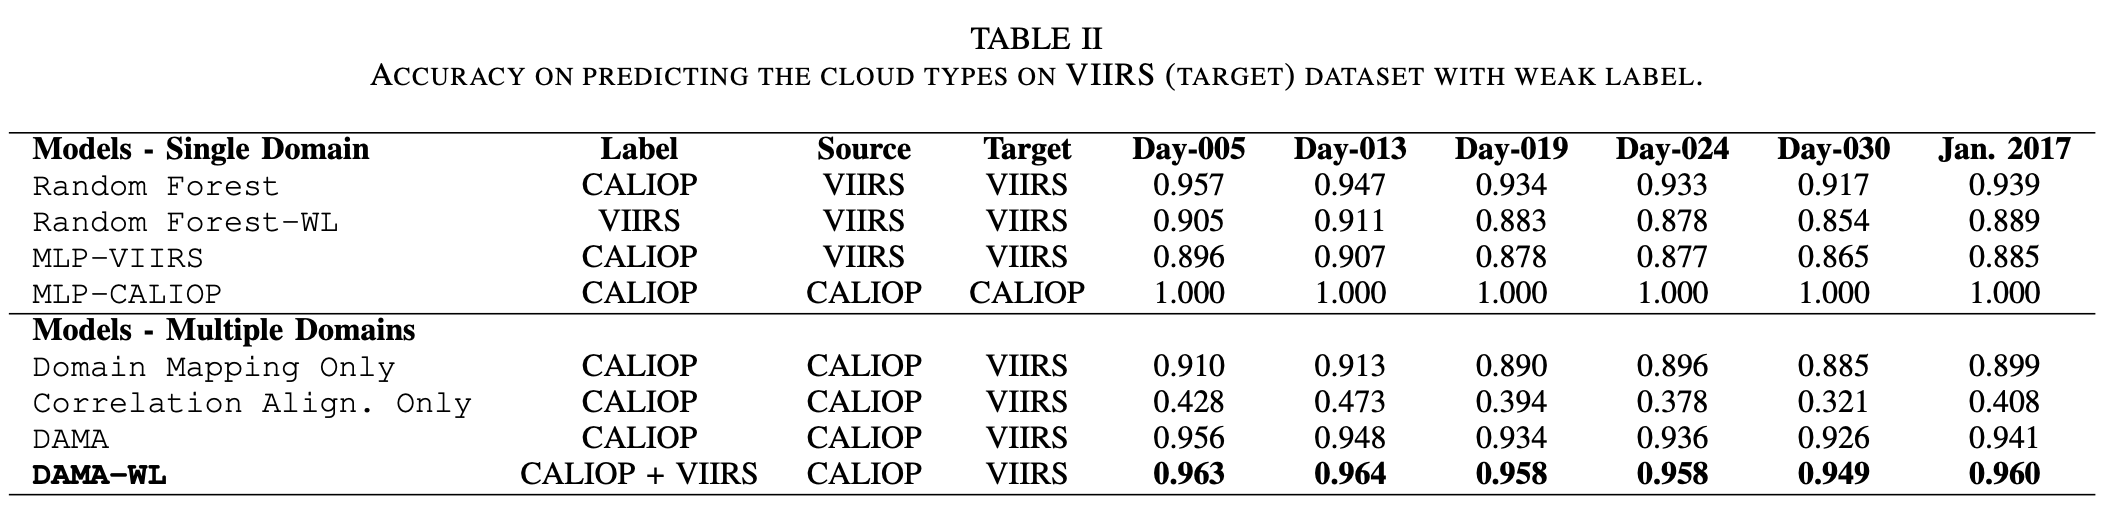 TABLE II
ACCURACY ON PREDICTING THE CLOUD TYPES ON VIIRS (TARGET) DATASET WITH WEAK LABEL.
Models - Single Domain Label Source Target Day-005 Day-013 Day-019 Day-024 Day-030 Jan. 2017
Random Forest CALIOP VIIRS VIIRS 0.957 0.947 0.934 0.933 0.917 0.939
Random Forest-WL VIIRS VIIRS VIIRS 0.905 0.911 0.883 0.878 0.854 0.889
MLP-VIIRS CALIOP VIIRS VIIRS 0.896 0.907 0.878 0.877 0.865 0.885
MLP-CALIOP CALIOP CALIOP CALIOP 1.000 1.000 1.000 1.000 1.000 1.000
Models - Multiple Domains
Domain Mapping Only CALIOP CALIOP VIIRS 0.910 0.913 0.890 0.896 0.885 0.899
Correlation Align. Only CALIOP CALIOP VIIRS 0.428 0.473 0.394 0.378 0.321 0.408
DAMA CALIOP CALIOP VIIRS 0.956 0.948 0.934 0.936 0.926 0.941
DAMA-WL CALIOP + VIIRS CALIOP VIIRS 0.963 0.964 0.958 0.958 0.949 0.960